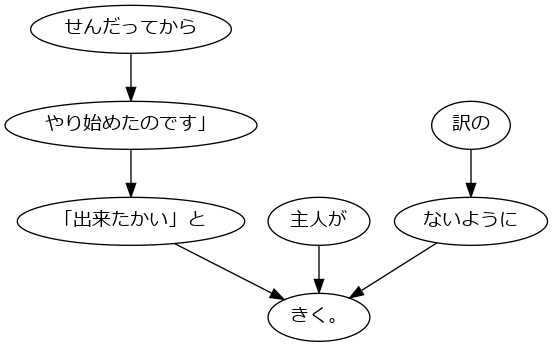 せんだってから
やり始めたのです」
訳の
「出来たかい」と
主人が
ないように
きく。